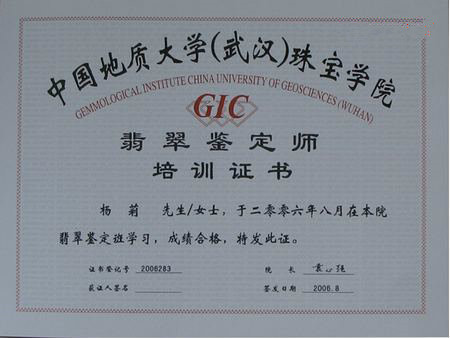 中国地质大学(武汉)珠宝学院
GEMMOLOGICAL INSTITUTE CHINA UNIVERSITY OF GEOSCIENCES (WUHAN)
GIC
翡翠鉴定师
培训证书
杨莉 先生/女士，于二零零六年八月在本院
翡翠鉴定班学习，成绩合格，特发此证。
证书登记号 2006283
院长 袁心强
获证人签名
签发日期 2006.8